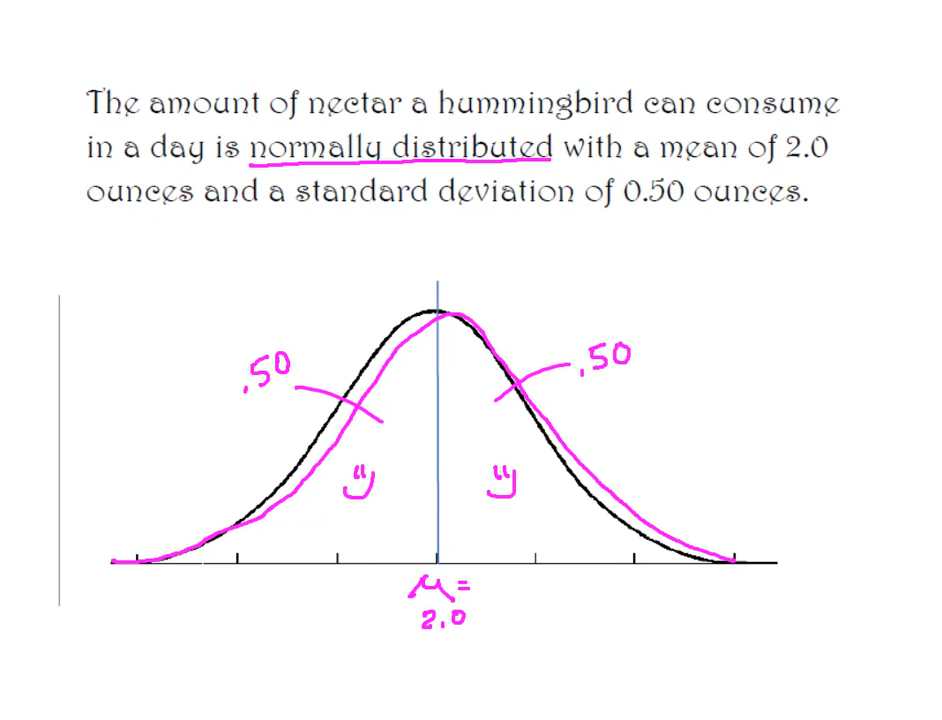 The amount of nectar a hummingbird can consume
in a day is normally distributed with a mean of 2.0
ounces and a standard deviation of 0.50 ounces.
.50
.50
μ =
2.0